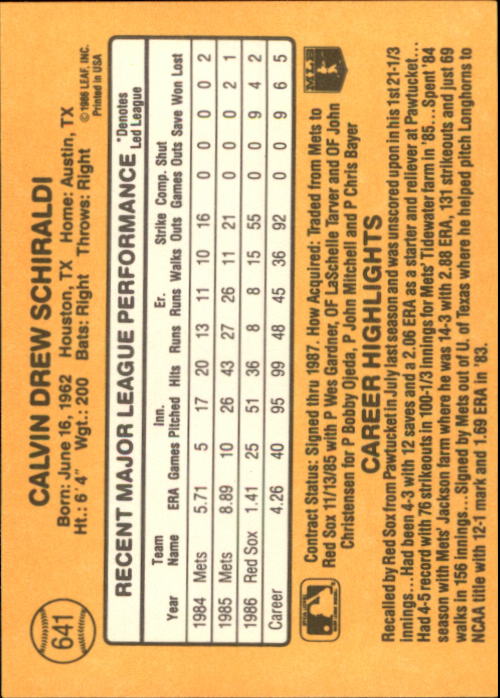 641
CALVIN DREW SCHIRALDI
Born: June 16, 1962 Houston, TX Home: Austin, TX
Ht.: 6'4" Wgt.: 200 Bats: Right Throws: Right
© 1986 LEAF, INC.
Printed in USA
RECENT MAJOR LEAGUE PERFORMANCE *Denotes Led League
Year Team Name ERA Games Inn. Pitched Hits Runs Er. Runs Walks Strike Outs Comp. Games Shut Outs Save Won Lost
1984 Mets 5.71 5 17 20 13 11 10 16 0 0 0 0 2
1985 Mets 8.89 10 26 43 27 26 11 21 0 0 0 2 1
1986 Red Sox 1.41 25 51 36 8 8 15 55 0 0 9 4 2
Career 4.26 40 95 99 48 45 36 92 0 0 9 6 5
MLB
Contract Status: Signed thru 1987. How Acquired: Traded from Mets to
Red Sox 11/13/85 with P Wes Gardner, OF LaSchelle Tarver and OF John
Christensen for P Bobby Ojeda, P John Mitchell and P Chris Bayer
CAREER HIGHLIGHTS
Recalled by Red Sox from Pawtucket in July last season and was unscored upon in his 1st 21-1/3
innings...Had been 4-3 with 12 saves and a 2.06 ERA as a starter and reliever at Pawtucket...
Had 4-5 record with 76 strikeouts in 100-1/3 innings for Mets' Tidewater farm in '85...Spent '84
season with Mets' Jackson farm where he was 14-3 with 2.88 ERA, 131 strikeouts and just 69
walks in 156 innings...Signed by Mets out of U. of Texas where he helped pitch Longhorns to
NCAA title with 12-1 mark and 1.69 ERA in '83.